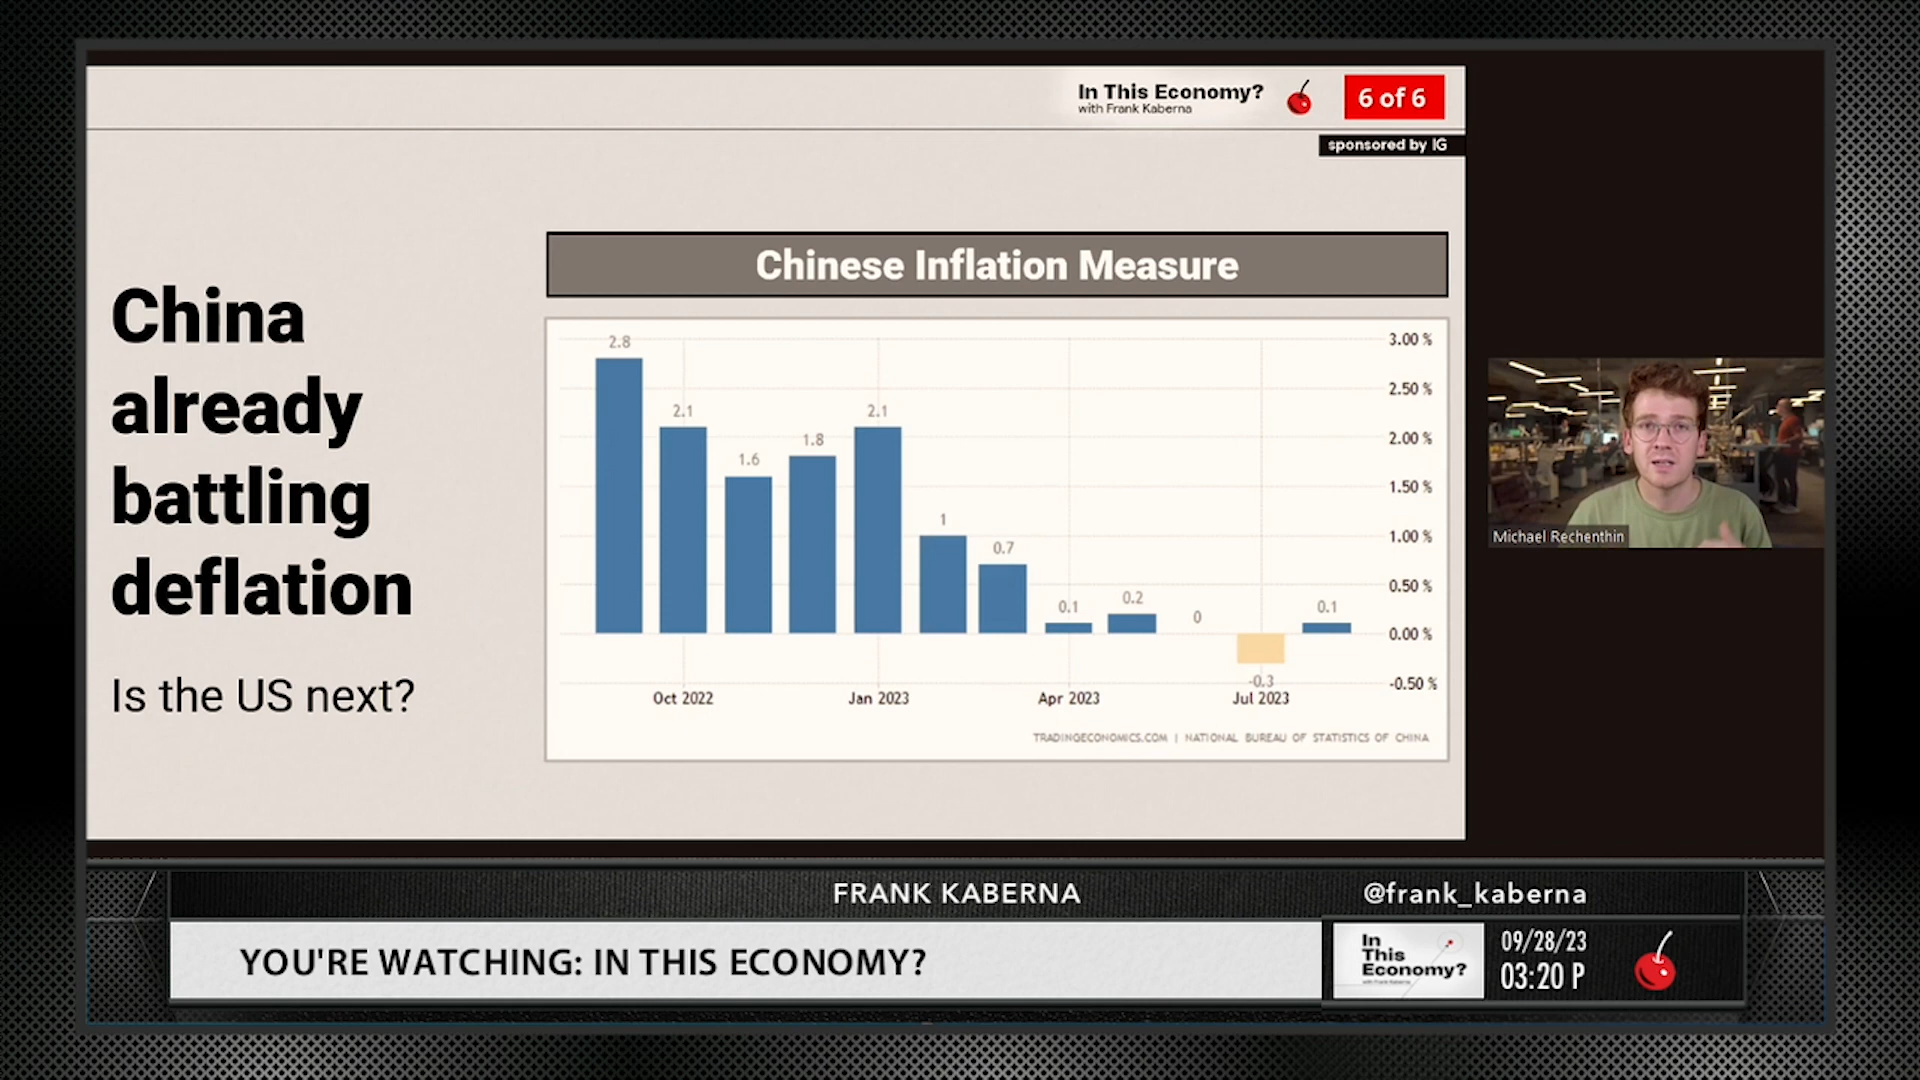 In This Economy?
with Frank Kaberna
6 of 6
sponsored by IG
China
already
battling
deflation
Is the US next?
Chinese Inflation Measure
2.8
2.1
1.6
1.8
2.1
1
0.7
0.1
0.2
0
-0.3
0.1
3.00 %
2.50 %
2.00 %
1.50 %
1.00 %
0.50 %
0.00 %
-0.50 %
Oct 2022
Jan 2023
Apr 2023
Jul 2023
TRADINGECONOMICS.COM | NATIONAL BUREAU OF STATISTICS OF CHINA
Michael Rechenthin
FRANK KABERNA
@frank_kaberna
YOU'RE WATCHING: IN THIS ECONOMY?
In
This
Economy?
with Frank Kaberna
09/28/23
03:20 P